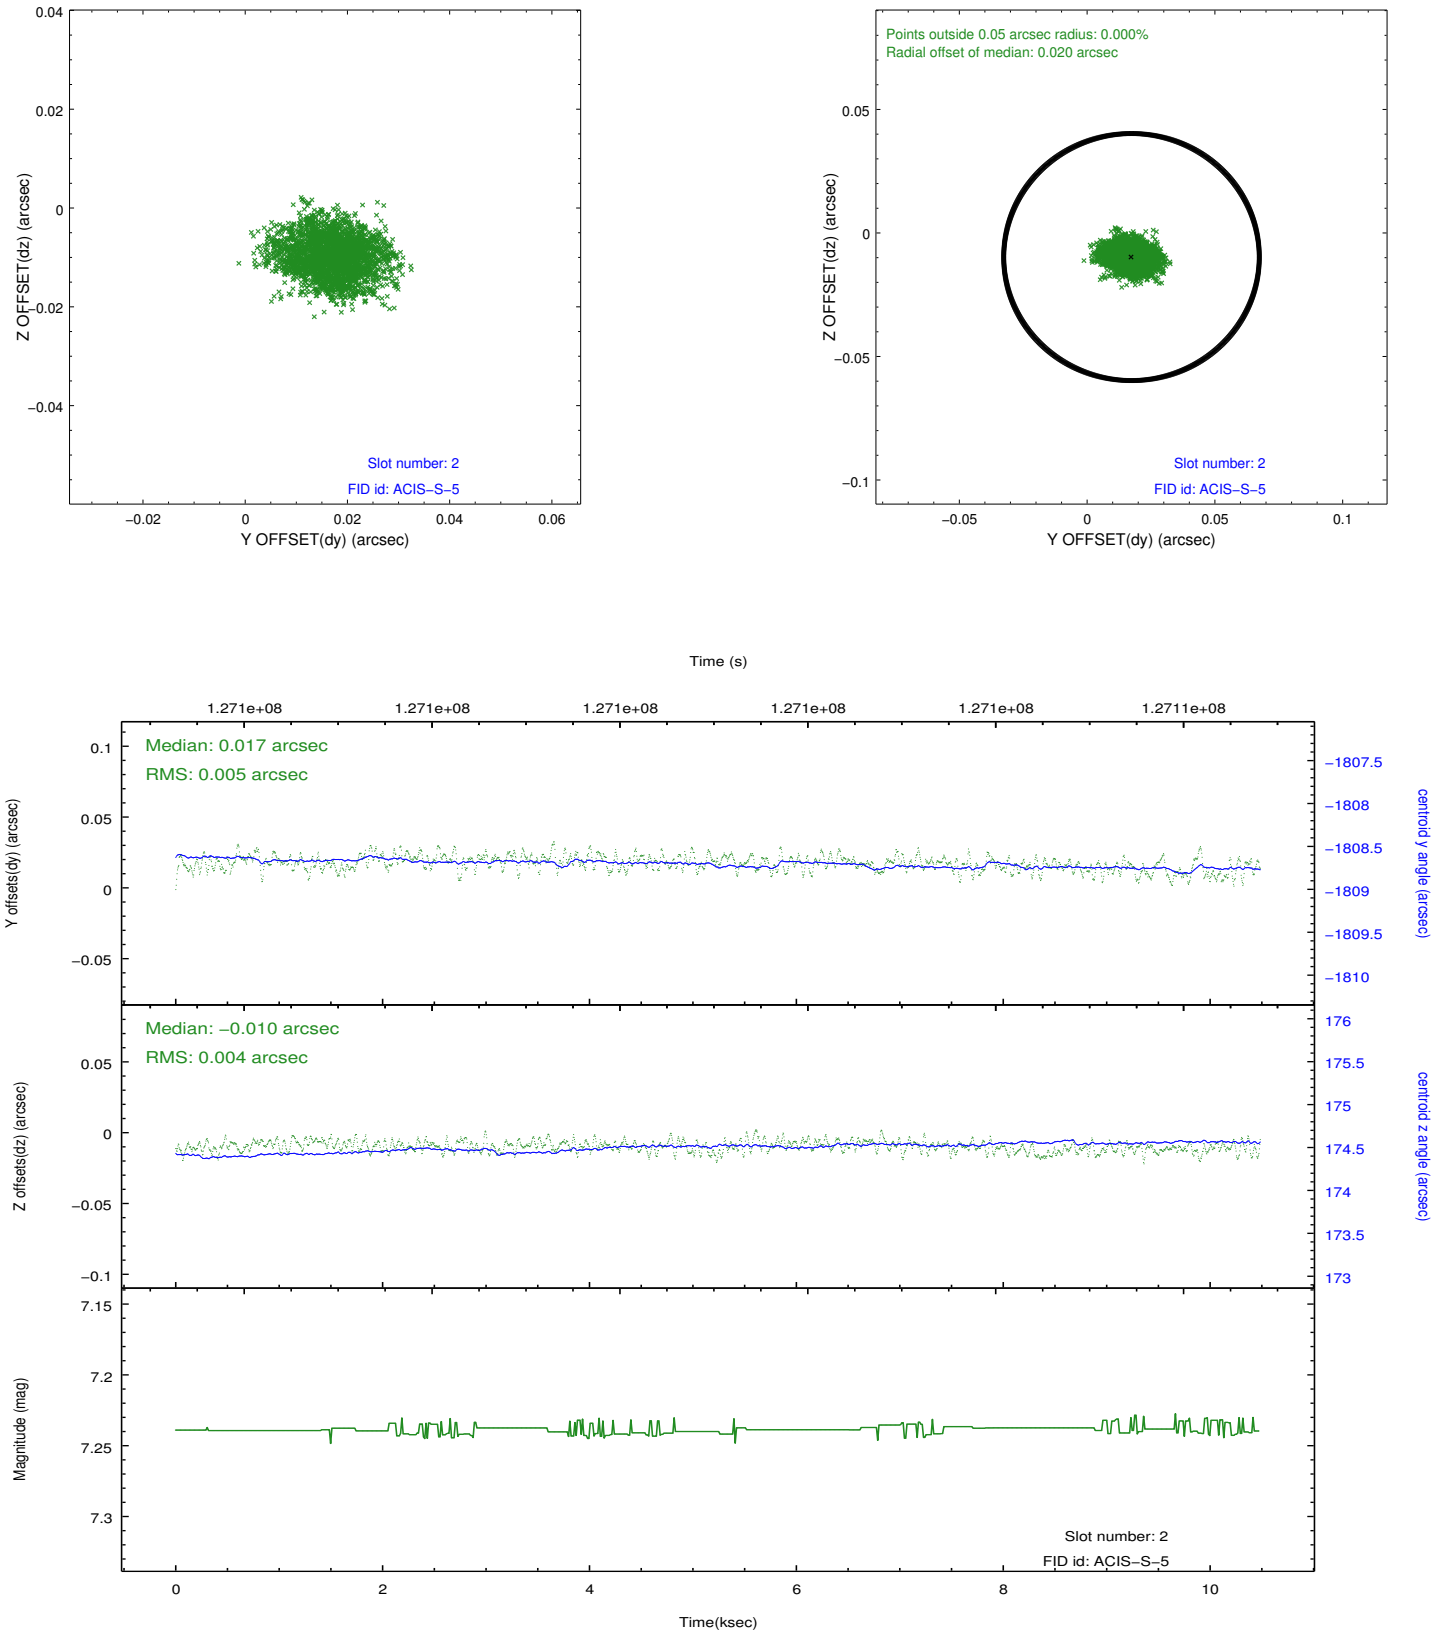 0.04
0.02
0
−0.02
−0.04
Z OFFSET(dz) (arcsec)
Slot number: 2
FID id: ACIS−S−5
−0.02 0 0.02 0.04 0.06
Y OFFSET(dy) (arcsec)
Points outside 0.05 arcsec radius: 0.000%
Radial offset of median: 0.020 arcsec
0.05
0
−0.05
−0.1
Z OFFSET(dz) (arcsec)
Slot number: 2
FID id: ACIS−S−5
−0.05 0 0.05 0.1
Y OFFSET(dy) (arcsec)
Time (s)
1.271e+08 1.271e+08 1.271e+08 1.271e+08 1.271e+08 1.2711e+08
Median: 0.017 arcsec
RMS: 0.005 arcsec
0.1
0.05
0
−0.05
Y offsets(dy) (arcsec)
−1807.5
−1808
−1808.5
−1809
−1809.5
−1810
centroid y angle (arcsec)
Median: −0.010 arcsec
RMS: 0.004 arcsec
0.05
0
−0.05
−0.1
Z offsets(dz) (arcsec)
176
175.5
175
174.5
174
173.5
173
centroid z angle (arcsec)
7.15
7.2
7.25
7.3
Magnitude (mag)
Slot number: 2
FID id: ACIS−S−5
0 2 4 6 8 10
Time(ksec)